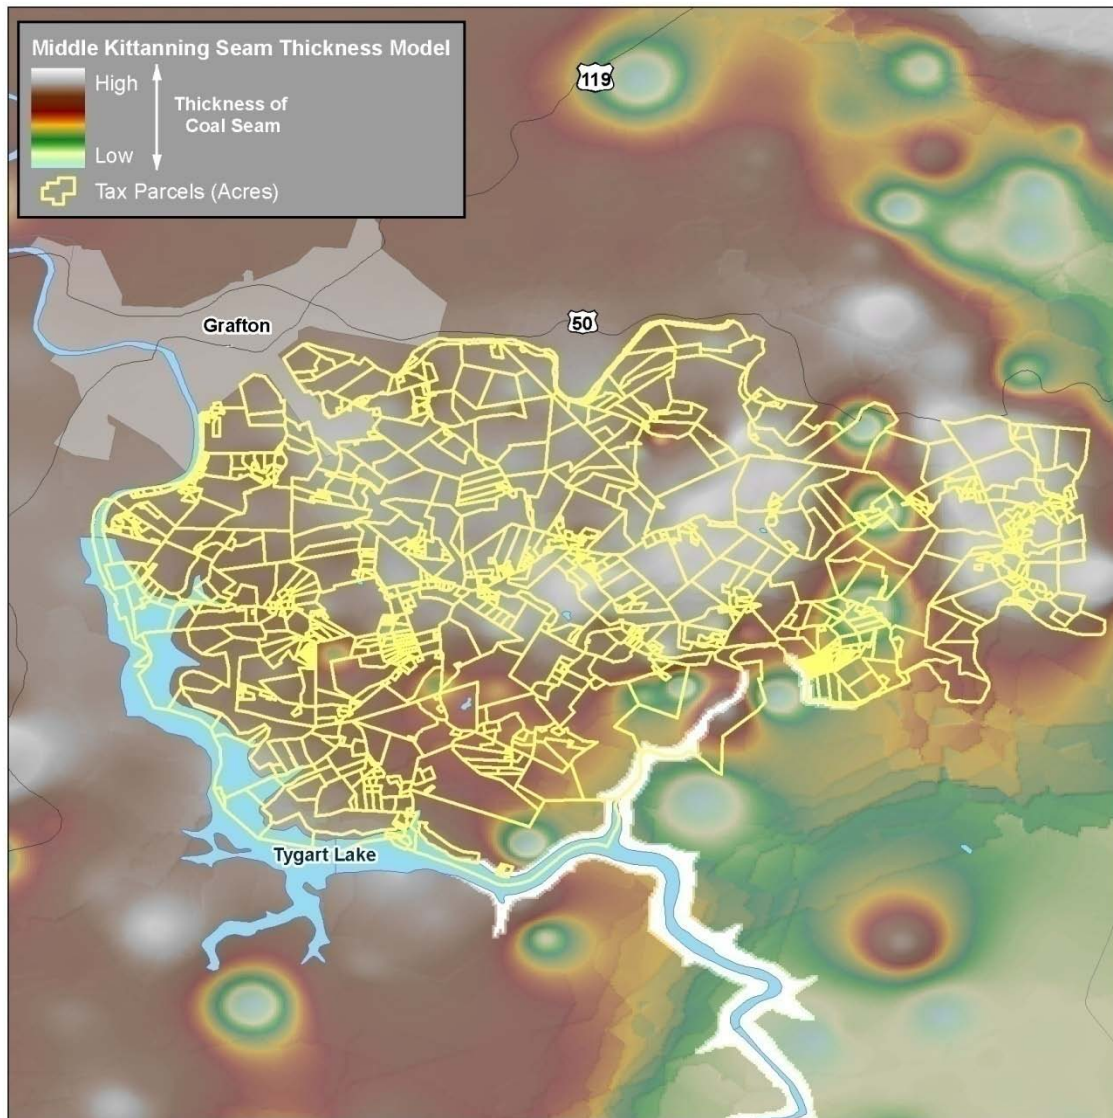 Middle Kittanning Seam Thickness Model
High
Thickness of
Coal Seam
Low
Tax Parcels (Acres)
119
Grafton
50
Tygart Lake